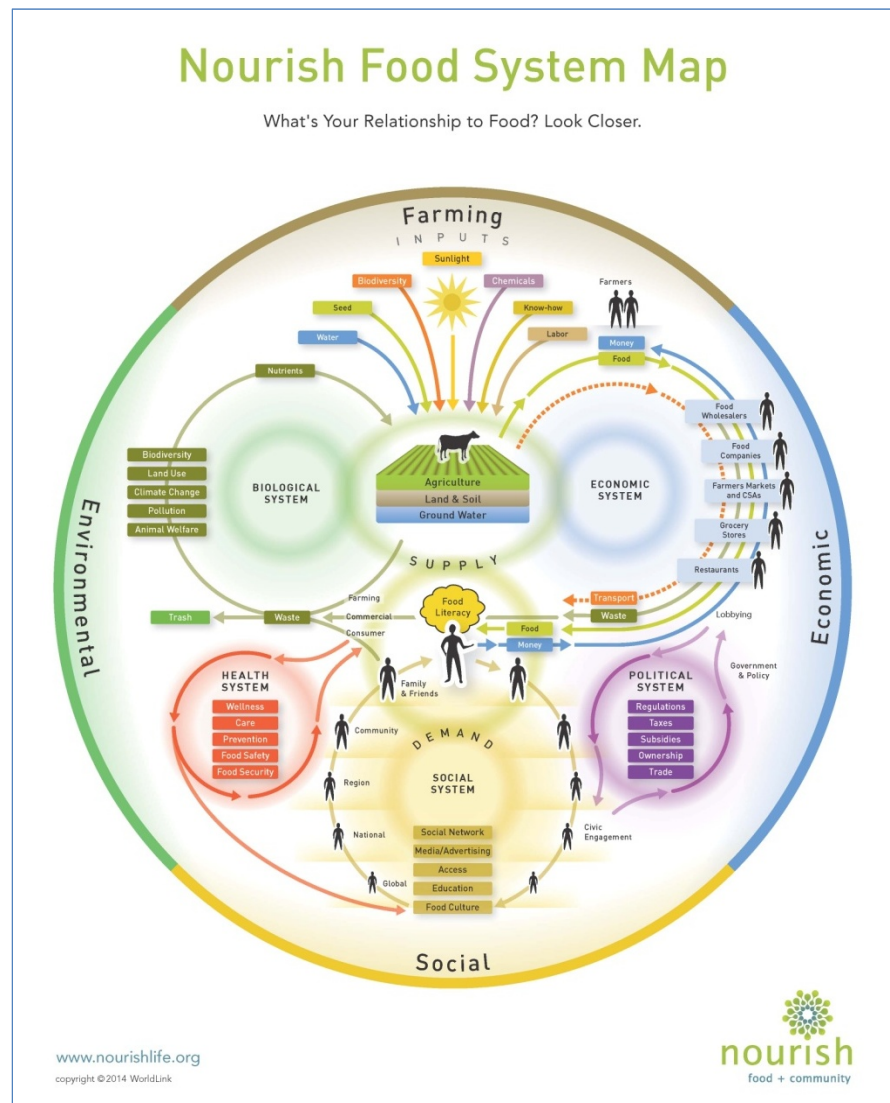 Nourish Food System Map
What's Your Relationship to Food? Look Closer.
Farming
INPUTS
Sunlight
Biodiversity
Chemicals
Seed
Know-how
Water
Labor
Farmers
Money
Food
Nutrients
Food
Wholesalers
Food
Companies
Farmers Markets
and CSAs
Grocery
Stores
Restaurants
Biodiversity
Land Use
Climate Change
Pollution
Animal Welfare
BIOLOGICAL
SYSTEM
Agriculture
Land & Soil
Ground Water
ECONOMIC
SYSTEM
Environmental
Economic
SUPPLY
Farming
Commercial
Consumer
Trash
Waste
Food
Literacy
Transport
Waste
Food
Money
Lobbying
Government
& Policy
HEALTH
SYSTEM
Wellness
Care
Prevention
Food Safety
Food Security
Family
& Friends
Community
Region
National
Global
DEMAND
SOCIAL
SYSTEM
Social Network
Media/Advertising
Access
Education
Food Culture
POLITICAL
SYSTEM
Regulations
Taxes
Subsidies
Ownership
Trade
Civic
Engagement
Social
www.nourishlife.org
copyright ©2014 WorldLink
nourish
food + community